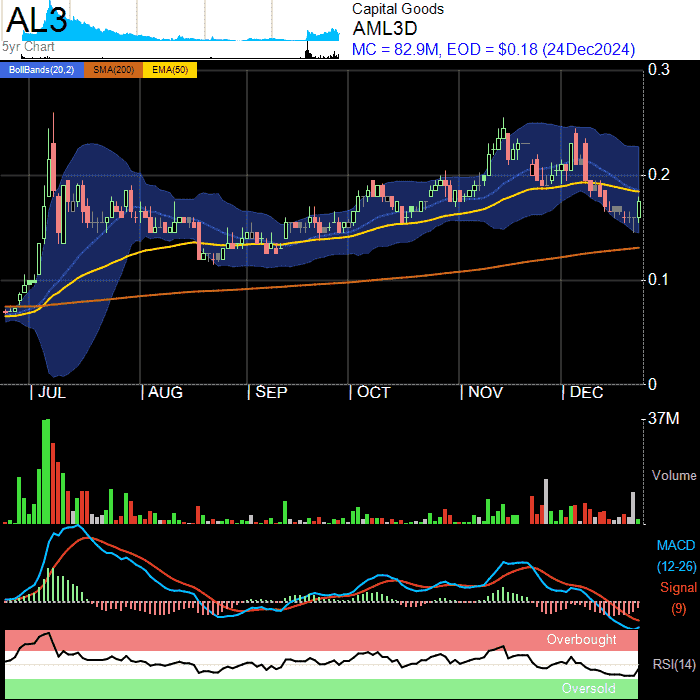 AL3
5yr Chart
Capital Goods
AML3D
MC = 82.9M, EOD = $0.18 (24Dec2024)
BollBands(20,2) SMA(200) EMA(50)
0.3
0.2
0.1
0
| JUL | AUG | SEP | OCT | NOV | DEC
37M
Volume
MACD
(12-26)
Signal
(9)
Overbought
RSI(14)
Oversold